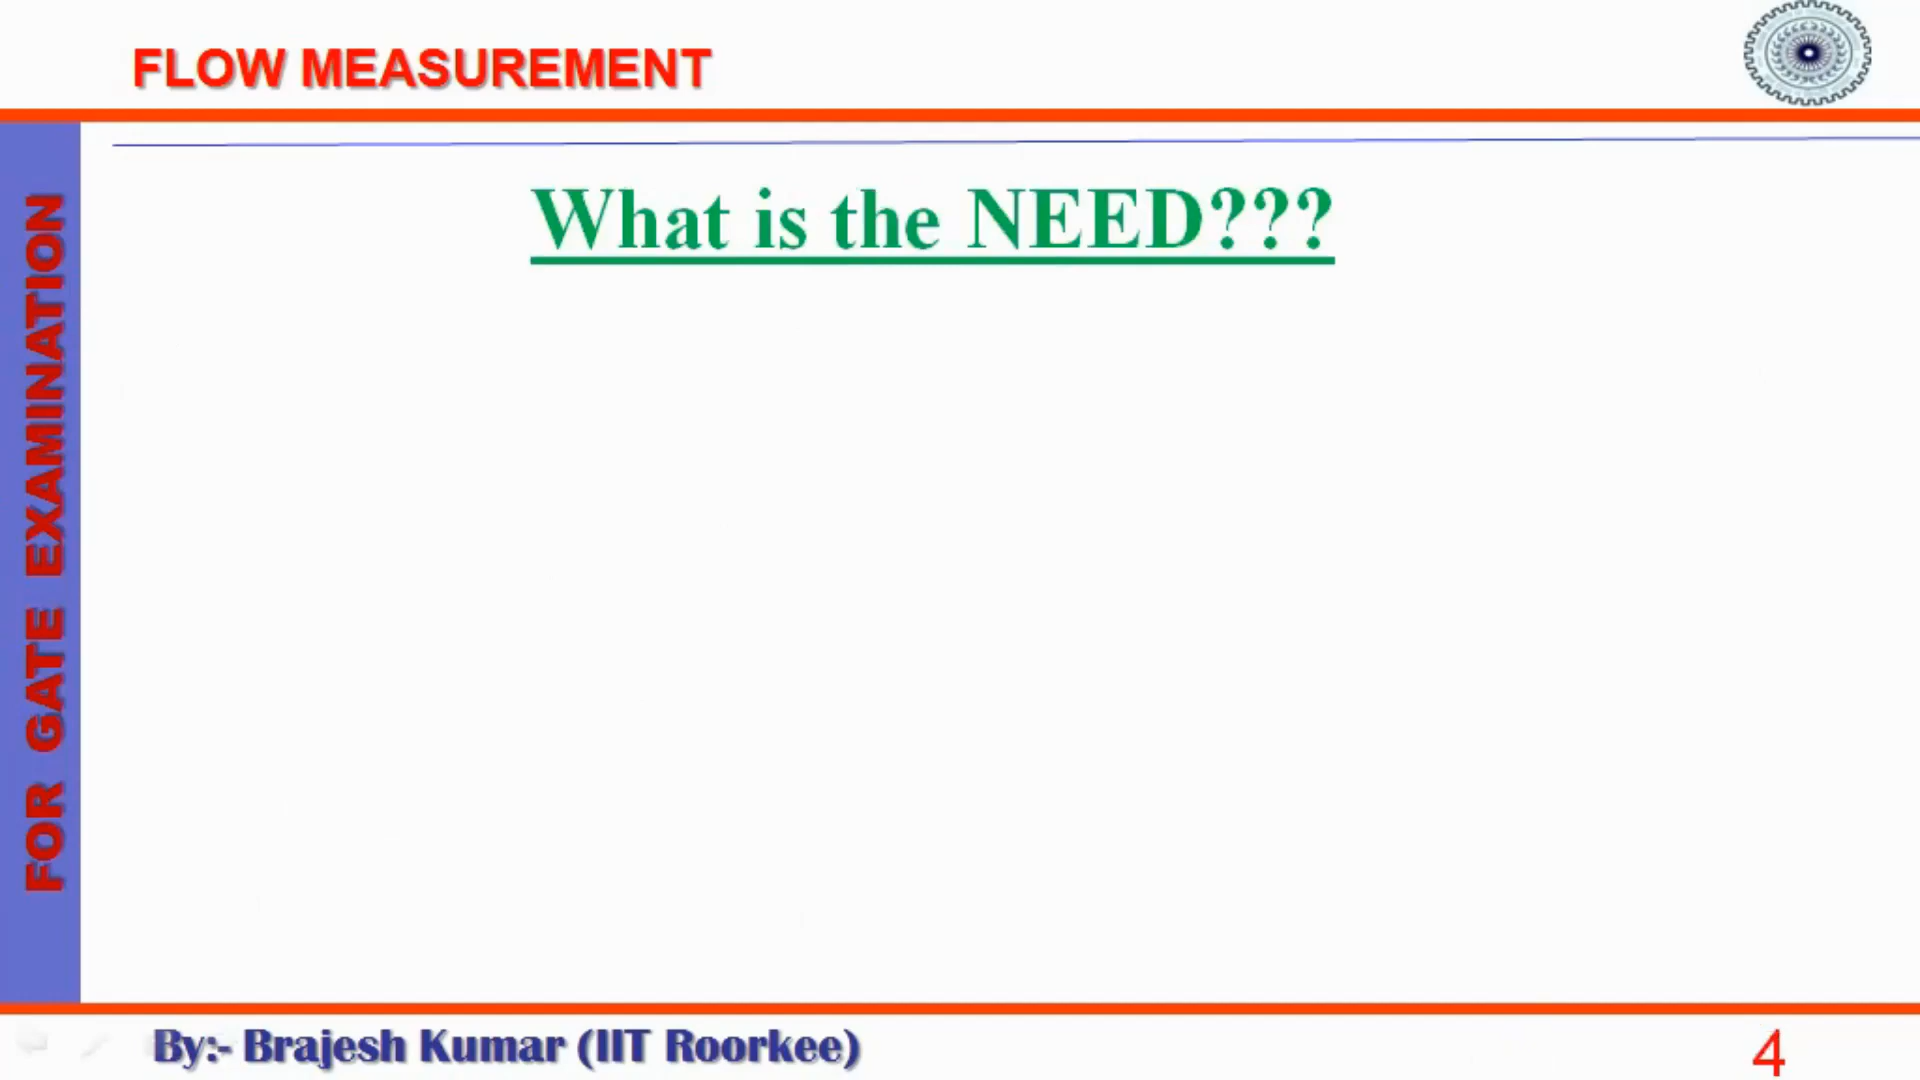 FLOW MEASUREMENT
What is the NEED???
FOR GATE EXAMINATION
By:- Brajesh Kumar (IIT Roorkee)
4